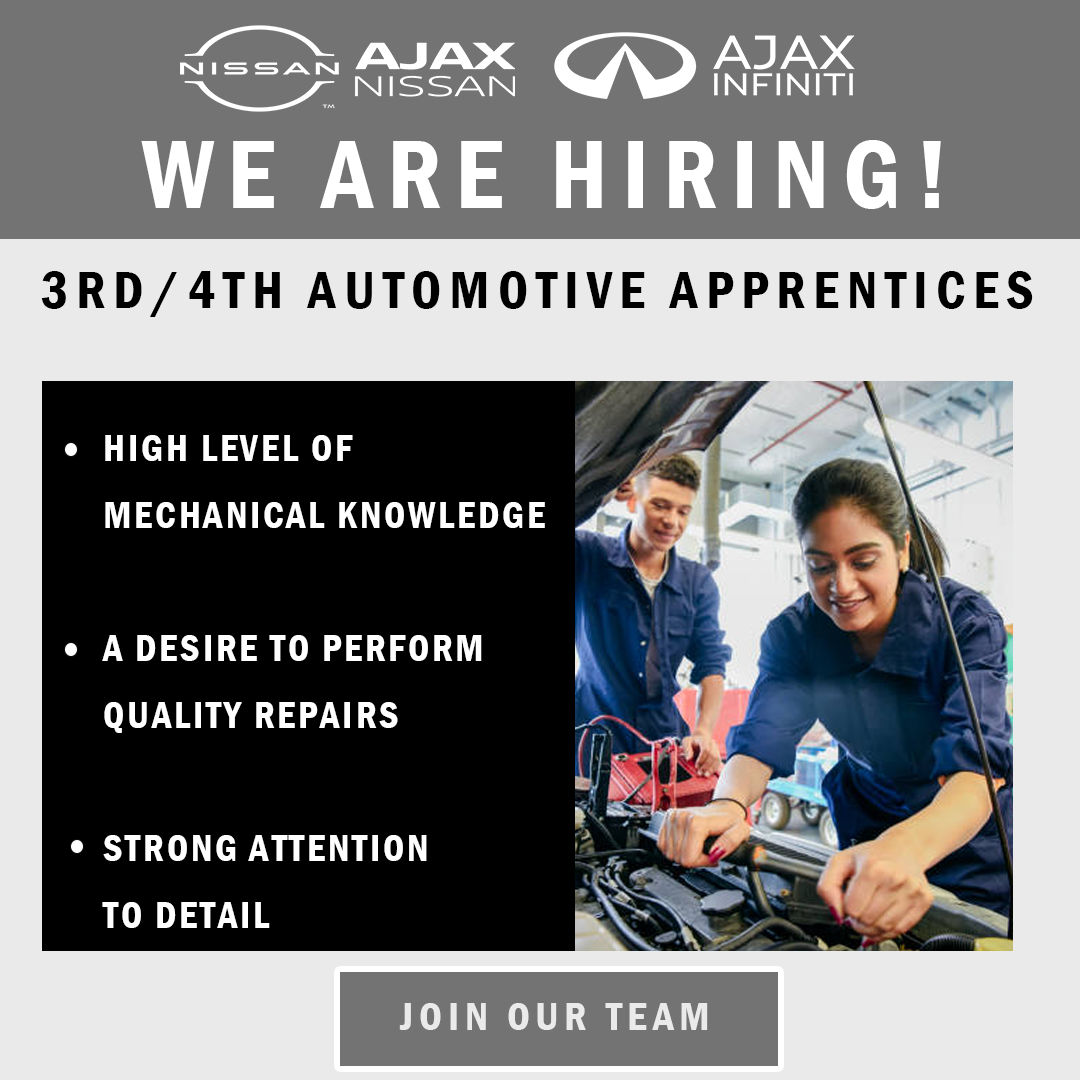 NISSAN
TM
AJAX
NISSAN
AJAX
INFINITI
WE ARE HIRING!
3RD/4TH AUTOMOTIVE APPRENTICES
• HIGH LEVEL OF
MECHANICAL KNOWLEDGE
• A DESIRE TO PERFORM
QUALITY REPAIRS
• STRONG ATTENTION
TO DETAIL
JOIN OUR TEAM